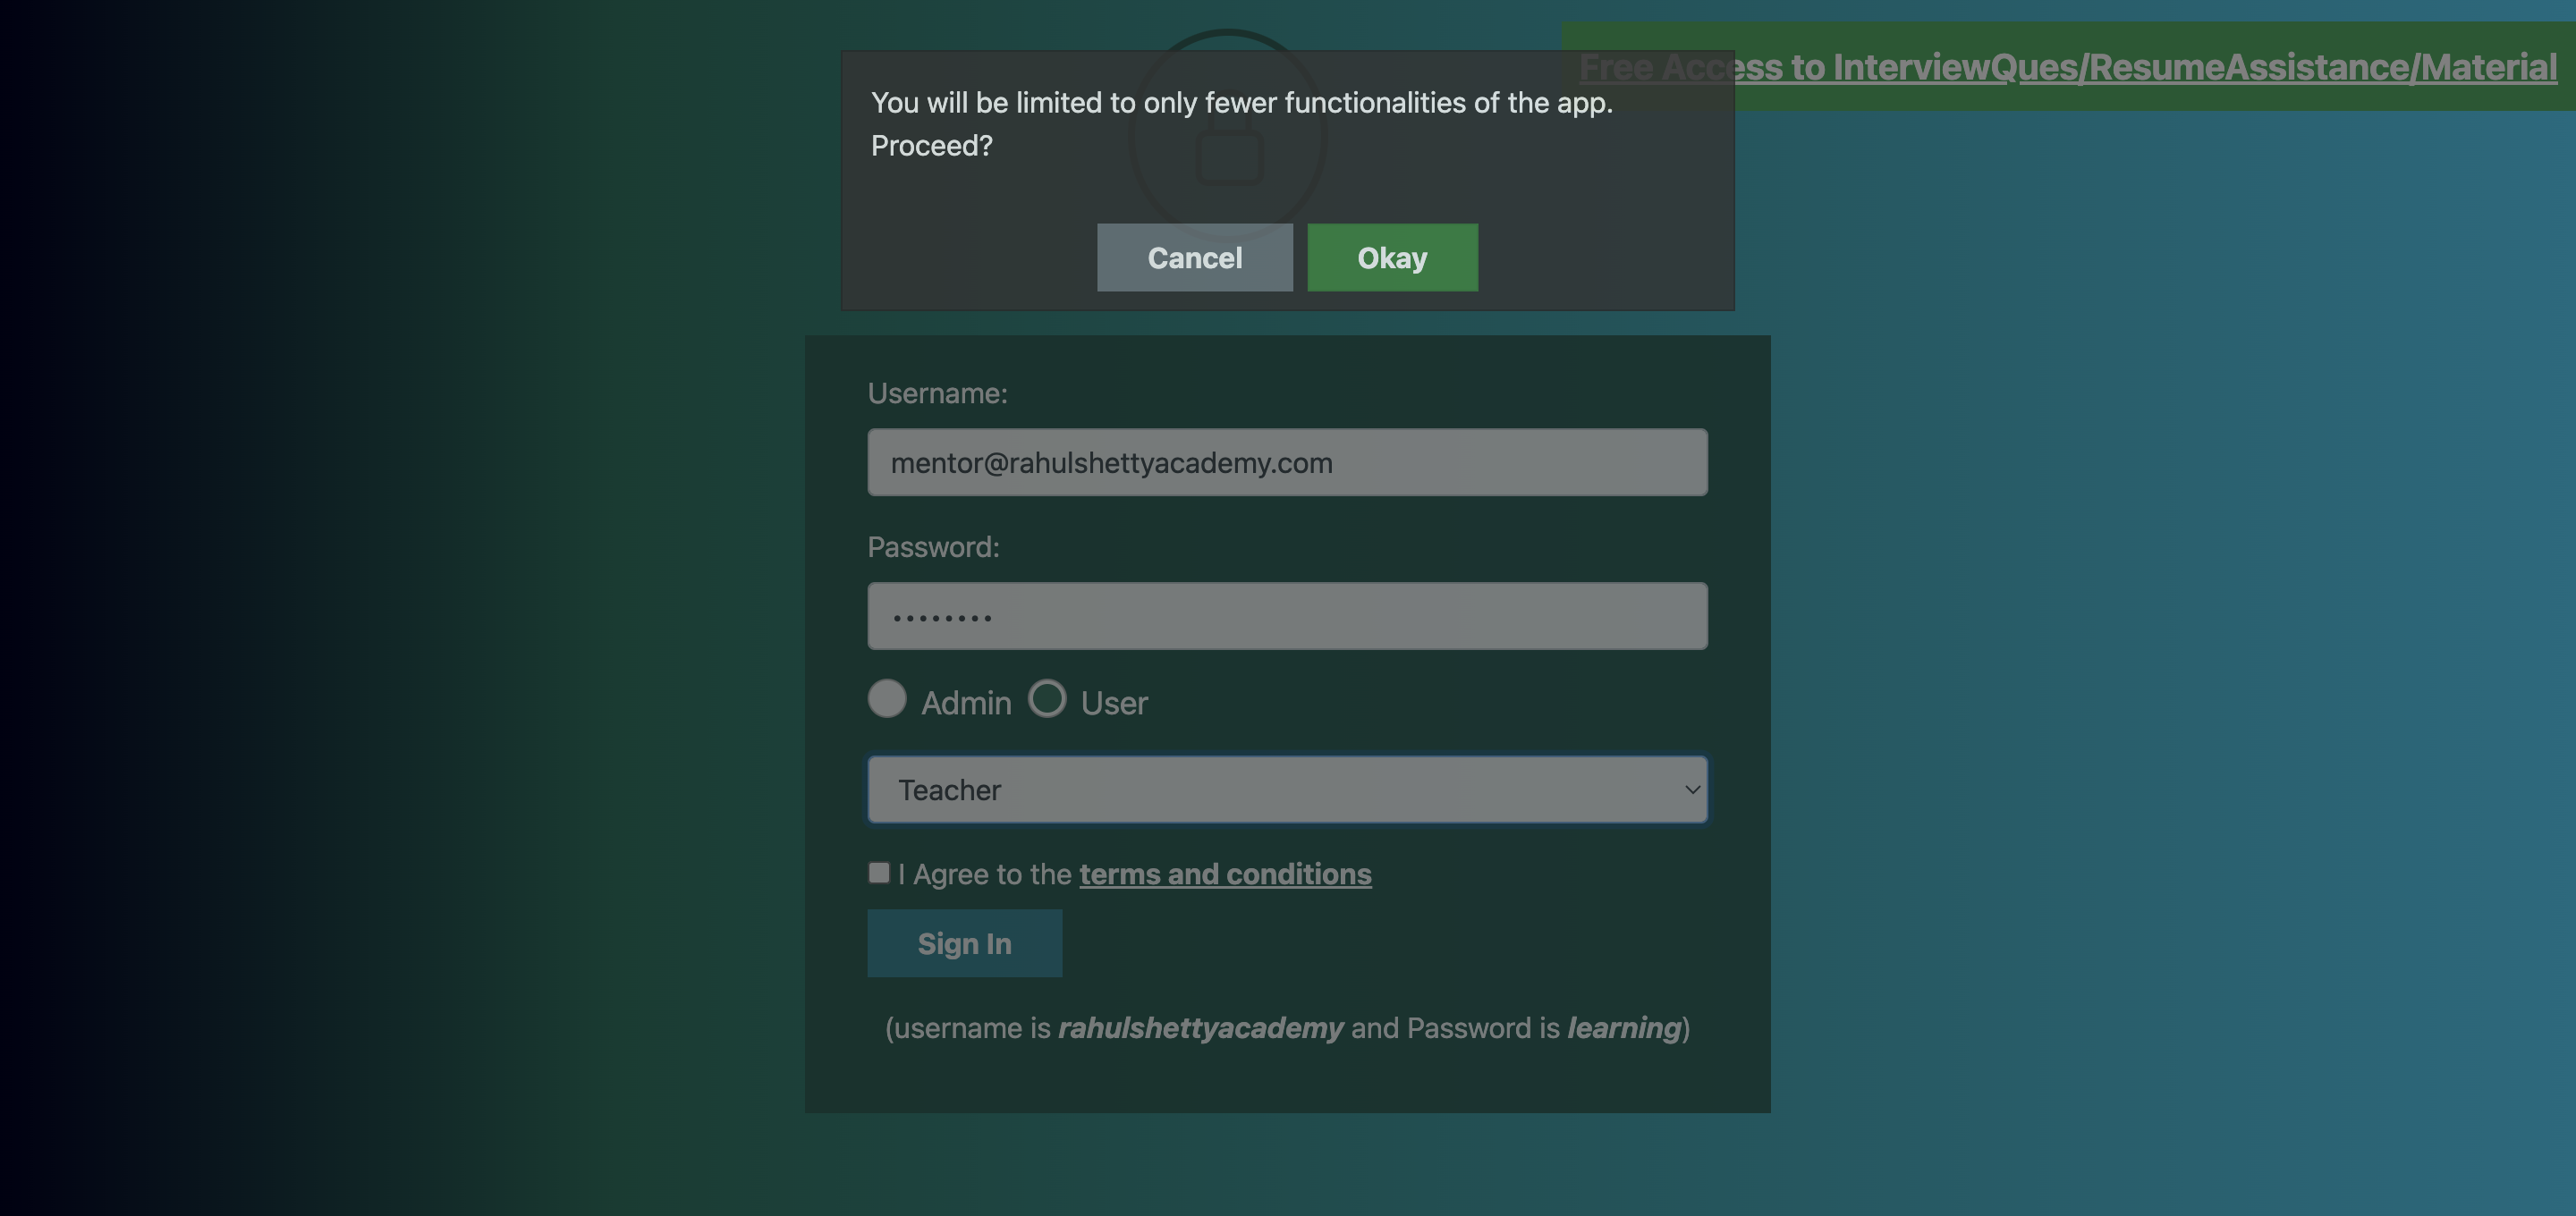 Free Access to InterviewQues/ResumeAssistance/Material
You will be limited to only fewer functionalities of the app.
Proceed?
Cancel Okay
Username:
mentor@rahulshettyacademy.com
Password:
••••••••
Admin User
Teacher
I Agree to the terms and conditions
Sign In
(username is rahulshettyacademy and Password is learning)